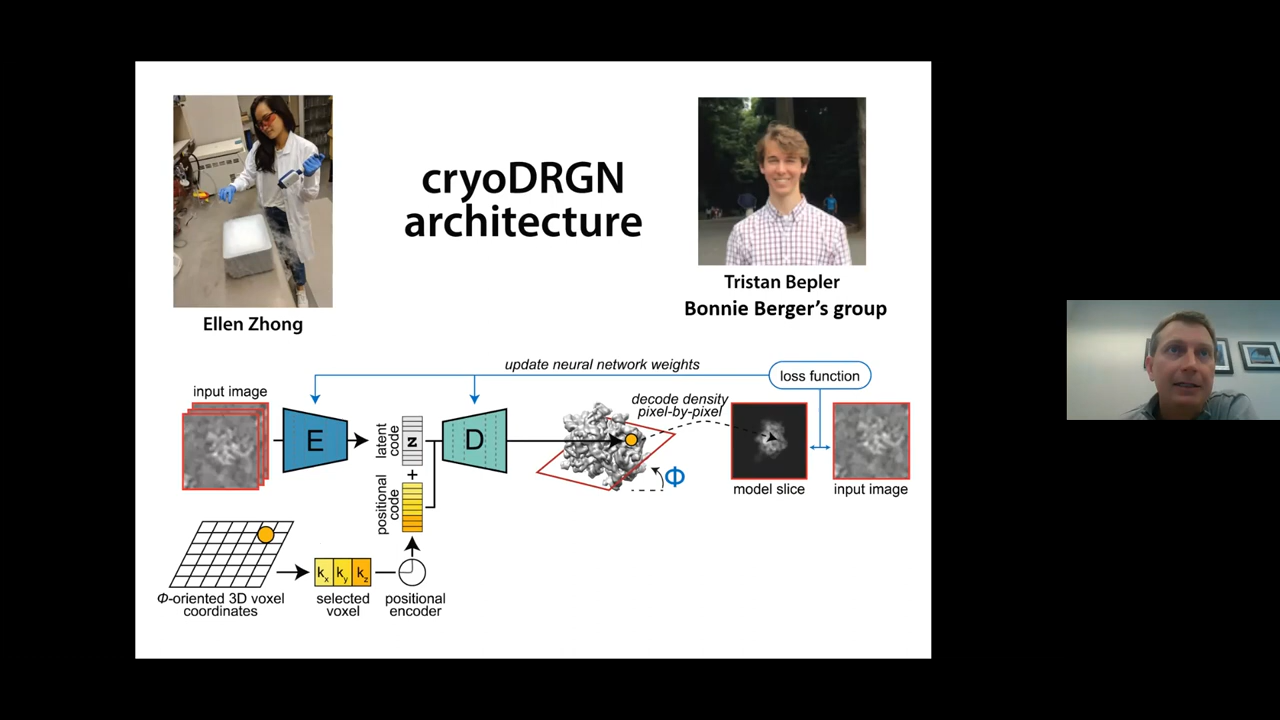 cryoDRGN
architecture
Ellen Zhong
Tristan Bepler
Bonnie Berger's group
update neural network weights
loss function
input image
E
latent
code
z
D
decode density
pixel-by-pixel
Φ
model slice
input image
+
positional
code
Φ-oriented 3D voxel
coordinates
kx ky kz
selected
voxel
positional
encoder